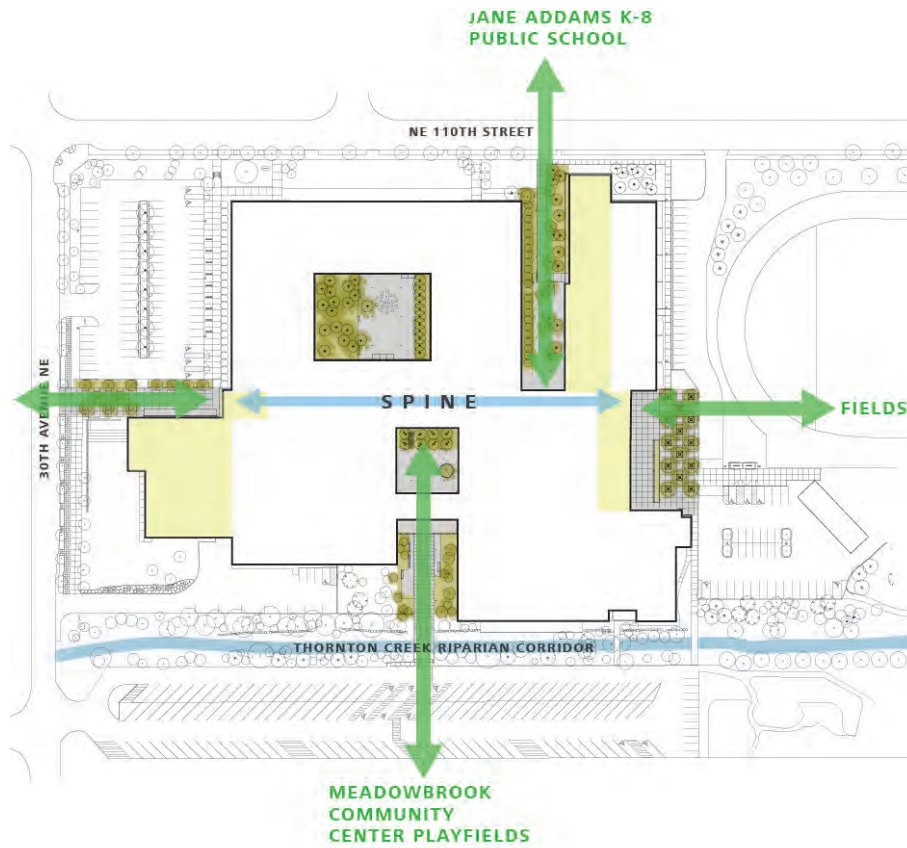 JANE ADDAMS K-8
PUBLIC SCHOOL
NE 110TH STREET
30TH AVENUE NE
SPINE
FIELDS
THORNTON CREEK RIPARIAN CORRIDOR
MEADOWBROOK
COMMUNITY
CENTER PLAYFIELDS